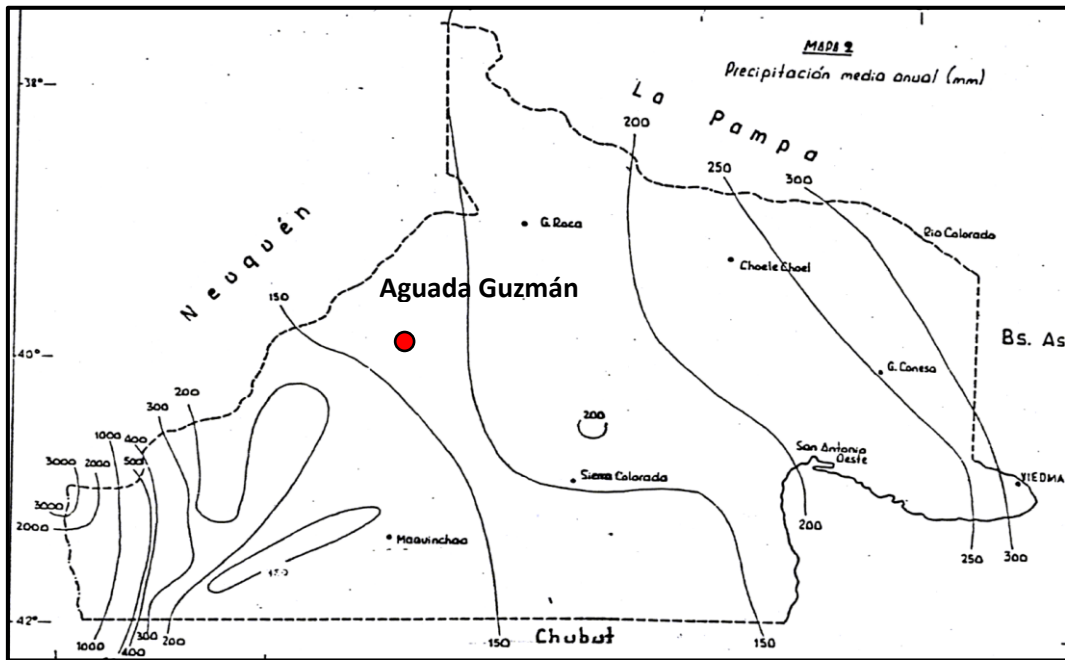 MAPA 2
Precipitación media anual (mm)
38°
La Pampa
200
250
300
Río Colorado
G. Roca
Choele Choel
Neuquén
Aguada Guzmán
150
40°
Bs. As
G. Conesa
200
300
200
San Antonio
Oeste
1000
400
3000
2000
500
Sierra Colorada
VIEDMA
3000
2000
200
Maquinchao
250
300
42°
1000
400
300
200
150
Chubut
150